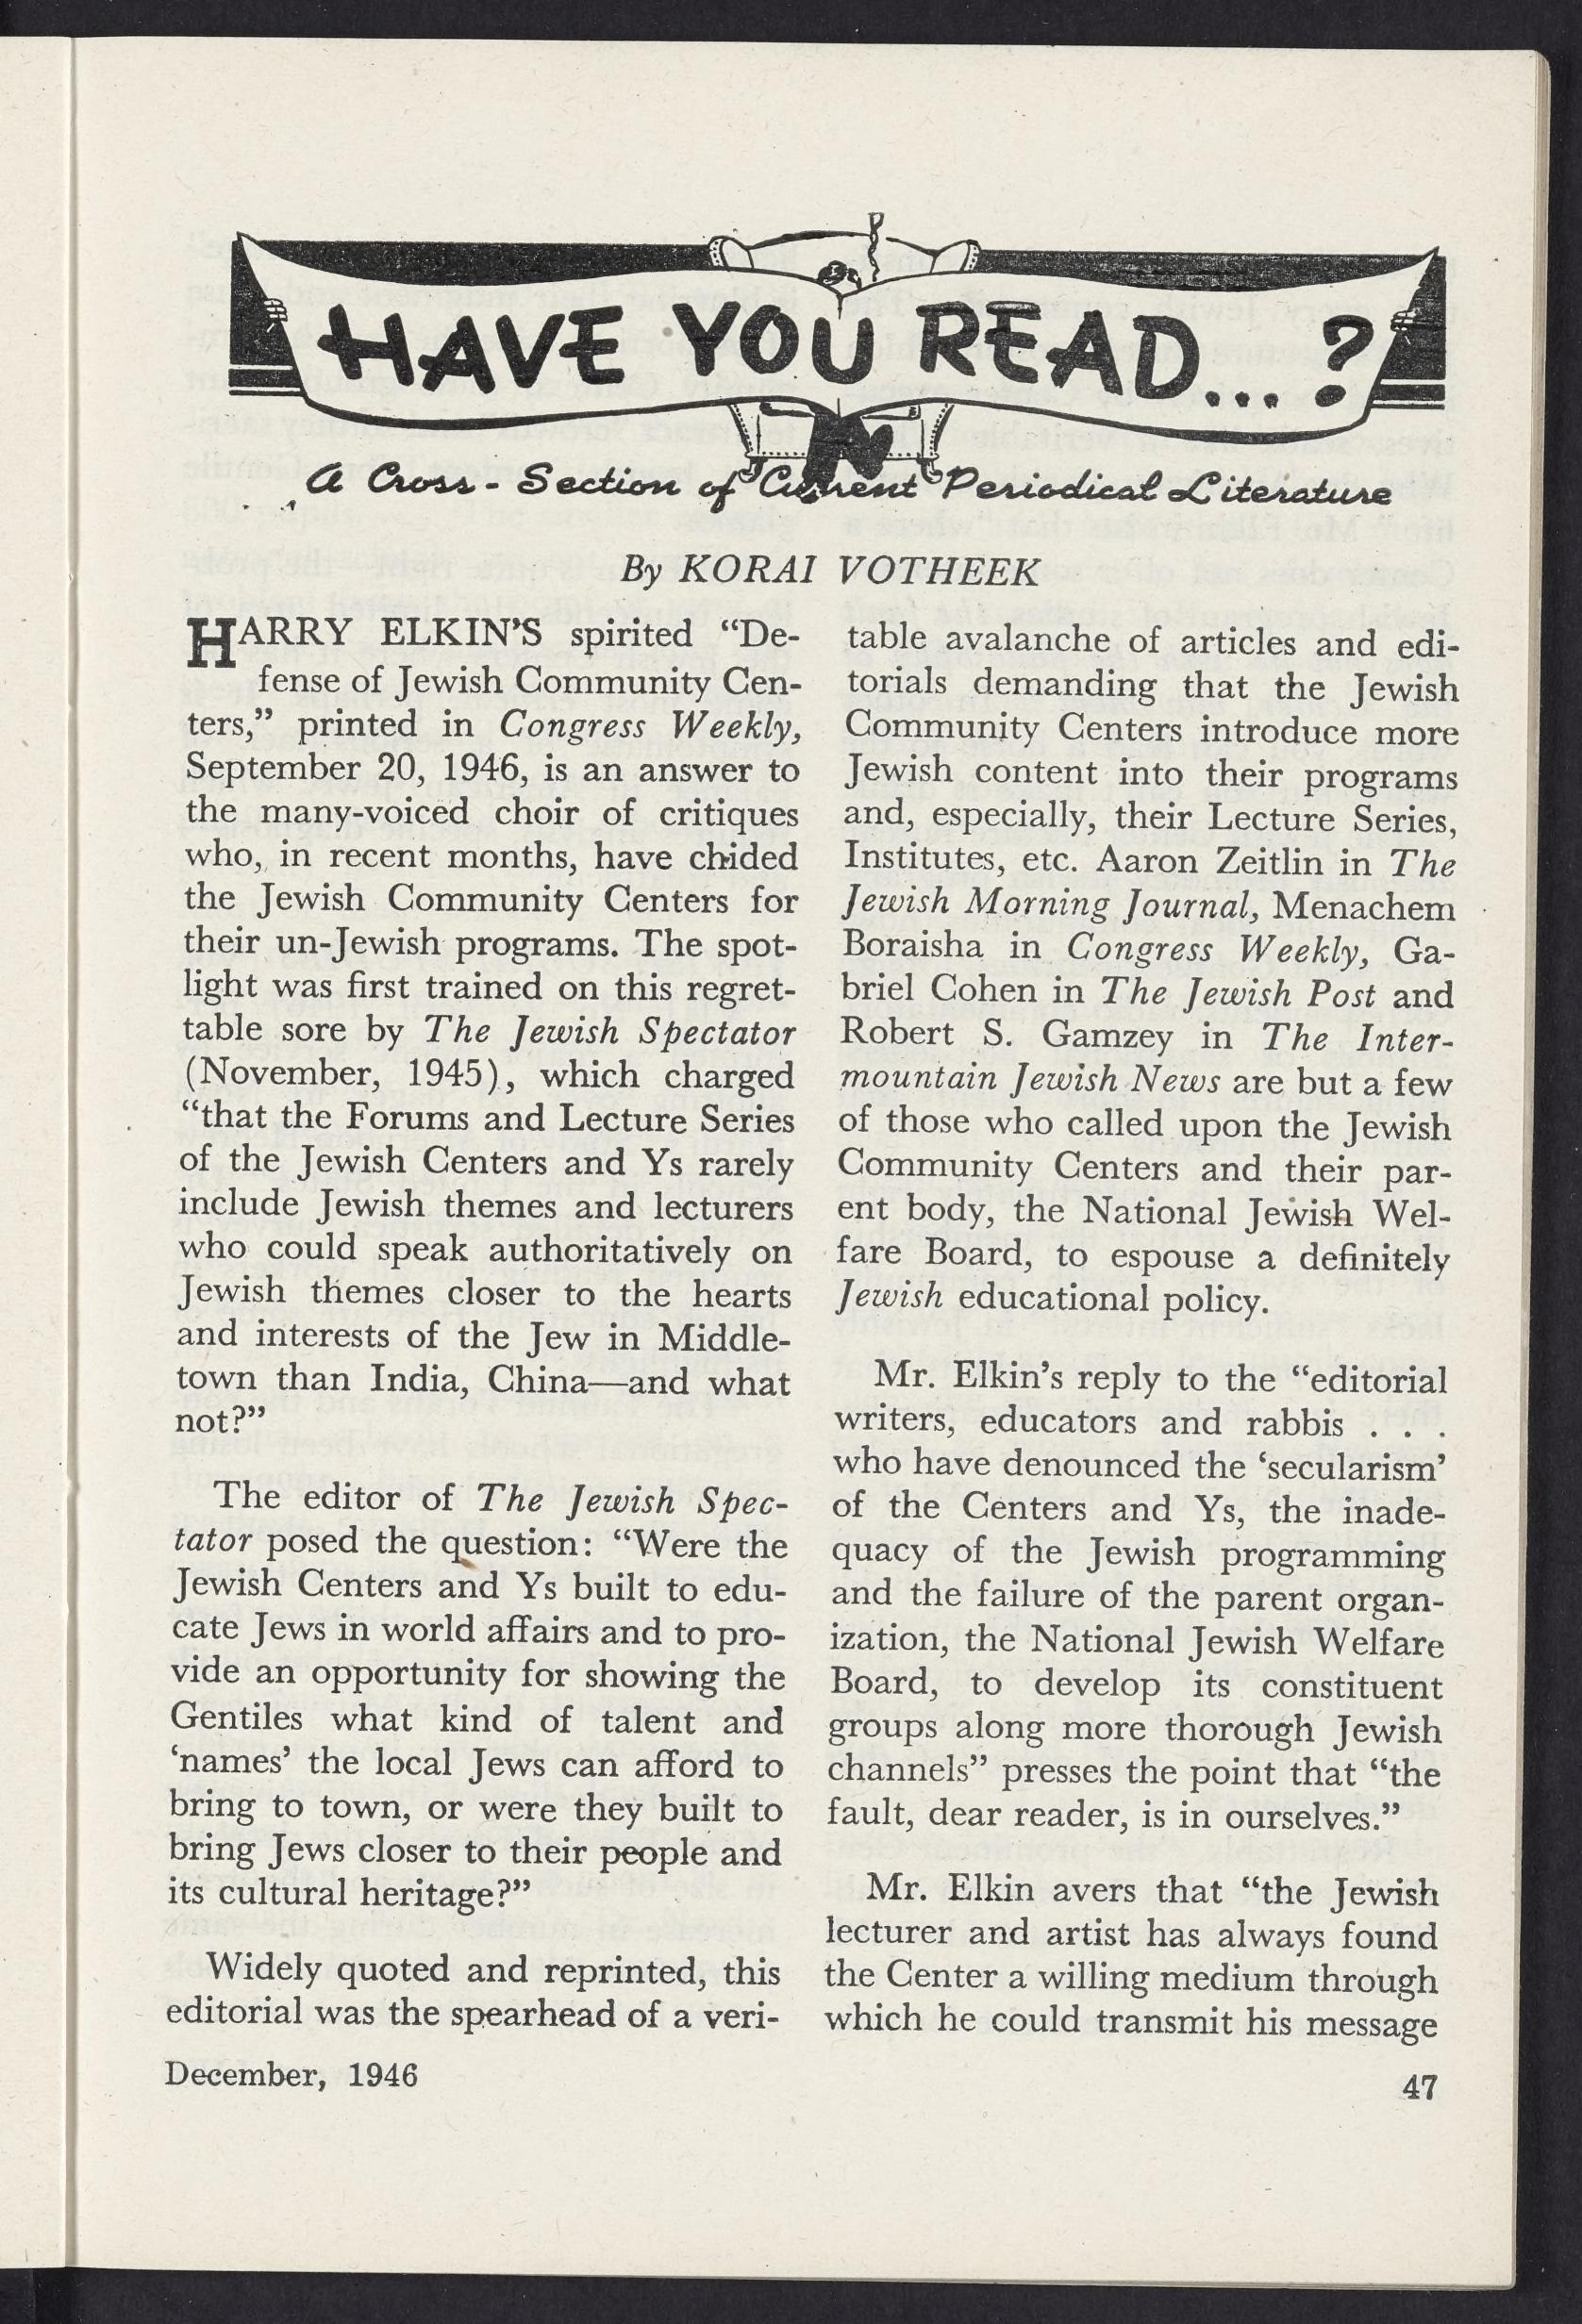 HAVE YOU READ...?
A Cross-Section of Current Periodical Literature
By KORAI VOTHEEK
HARRY ELKIN'S spirited “De-
fense of Jewish Community Cen-
ters,” printed in Congress Weekly,
September 20, 1946, is an answer to
the many-voiced choir of critiques
who, in recent months, have chided
the Jewish Community Centers for
their un-Jewish programs. The spot-
light was first trained on this regret-
table sore by The Jewish Spectator
(November, 1945), which charged
“that the Forums and Lecture Series
of the Jewish Centers and Ys rarely
include Jewish themes and lecturers
who could speak authoritatively on
Jewish themes closer to the hearts
and interests of the Jew in Middle-
town than India, China—and what
not?”
The editor of The Jewish Spec-
tator posed the question: “Were the
Jewish Centers and Ys built to edu-
cate Jews in world affairs and to pro-
vide an opportunity for showing the
Gentiles what kind of talent and
‘names’ the local Jews can afford to
bring to town, or were they built to
bring Jews closer to their people and
its cultural heritage?”
Widely quoted and reprinted, this
editorial was the spearhead of a veri-
table avalanche of articles and edi-
torials demanding that the Jewish
Community Centers introduce more
Jewish content into their programs
and, especially, their Lecture Series,
Institutes, etc. Aaron Zeitlin in The
Jewish Morning Journal, Menachem
Boraisha in Congress Weekly, Ga-
briel Cohen in The Jewish Post and
Robert S. Gamzey in The Inter-
mountain Jewish News are but a few
of those who called upon the Jewish
Community Centers and their par-
ent body, the National Jewish Wel-
fare Board, to espouse a definitely
Jewish educational policy.
Mr. Elkin's reply to the “editorial
writers, educators and rabbis . . .
who have denounced the ‘secularism’
of the Centers and Ys, the inade-
quacy of the Jewish programming
and the failure of the parent organ-
ization, the National Jewish Welfare
Board, to develop its constituent
groups along more thorough Jewish
channels” presses the point that “the
fault, dear reader, is in ourselves.”
Mr. Elkin avers that “the Jewish
lecturer and artist has always found
the Center a willing medium through
which he could transmit his message
December, 1946
47